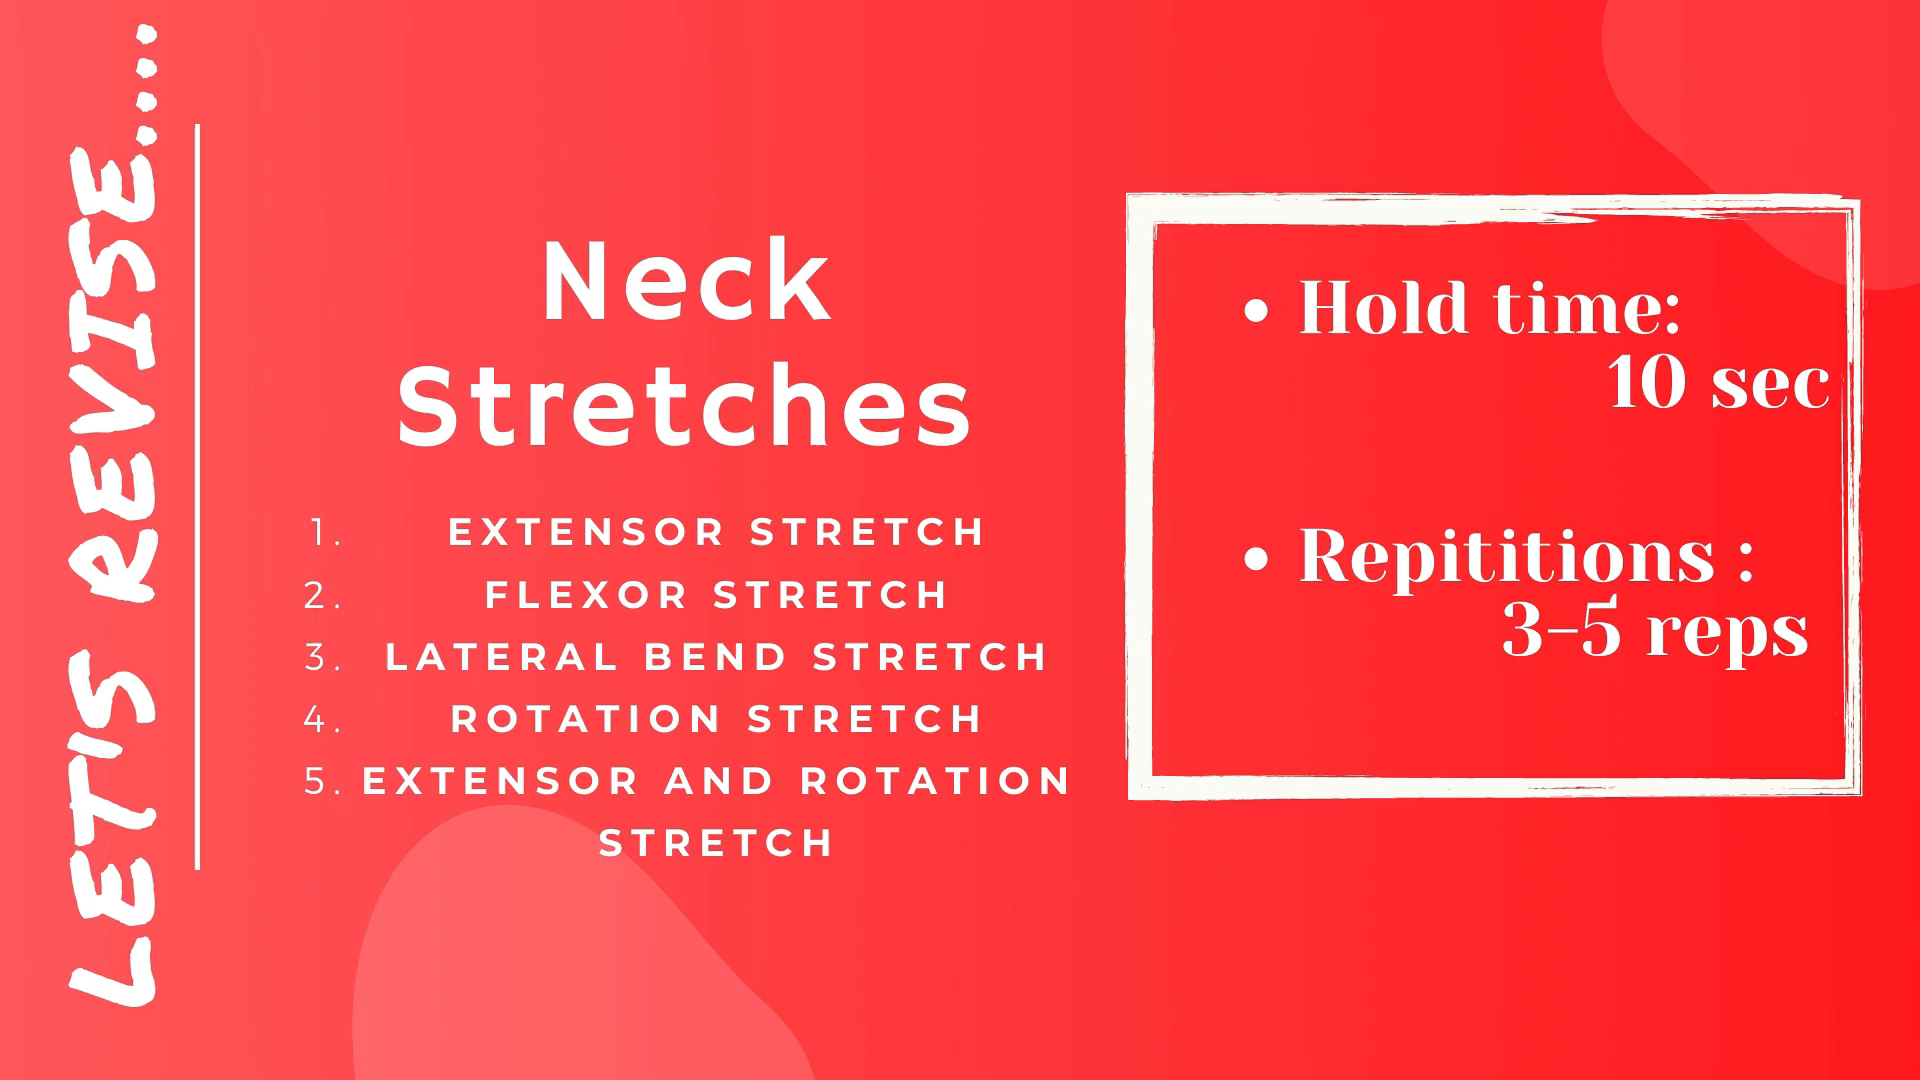 LET'S REVISE....
Neck
Stretches
1. EXTENSOR STRETCH
2. FLEXOR STRETCH
3. LATERAL BEND STRETCH
4. ROTATION STRETCH
5. EXTENSOR AND ROTATION
STRETCH
• Hold time:
10 sec
• Repititions :
3-5 reps